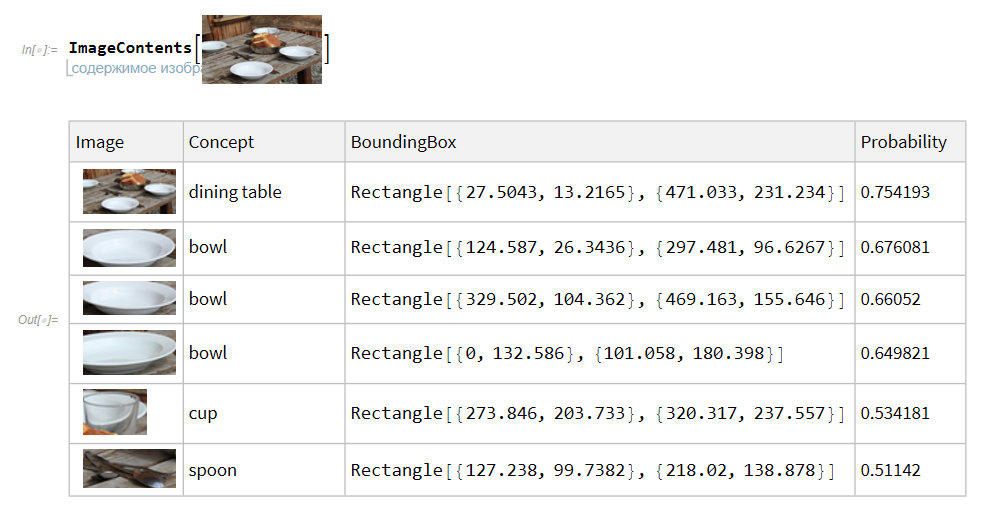 In[●]:= ImageContents[ ]
содержимое изобр
Image Concept BoundingBox Probability
dining table Rectangle[{27.5043, 13.2165}, {471.033, 231.234}] 0.754193
bowl Rectangle[{124.587, 26.3436}, {297.481, 96.6267}] 0.676081
bowl Rectangle[{329.502, 104.362}, {469.163, 155.646}] 0.66052
Out[●]=
bowl Rectangle[{0, 132.586}, {101.058, 180.398}] 0.649821
cup Rectangle[{273.846, 203.733}, {320.317, 237.557}] 0.534181
spoon Rectangle[{127.238, 99.7382}, {218.02, 138.878}] 0.51142